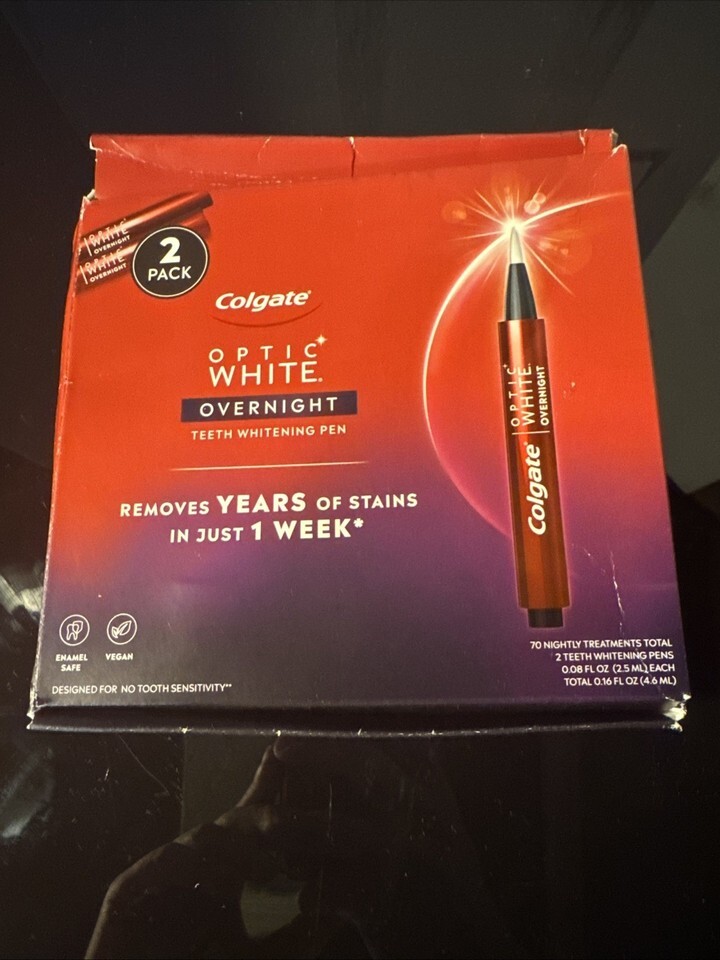 OPTIC
WHITE
OVERNIGHT
OPTIC
WHITE
OVERNIGHT
2
PACK
Colgate®
OPTIC
WHITE®
OVERNIGHT
TEETH WHITENING PEN
REMOVES YEARS OF STAINS
IN JUST 1 WEEK*
Colgate®
OPTIC
WHITE®
OVERNIGHT
ENAMEL
SAFE
VEGAN
DESIGNED FOR NO TOOTH SENSITIVITY**
70 NIGHTLY TREATMENTS TOTAL
2 TEETH WHITENING PENS
0.08 FL OZ (2.5 ML) EACH
TOTAL 0.16 FL OZ (4.6 ML)